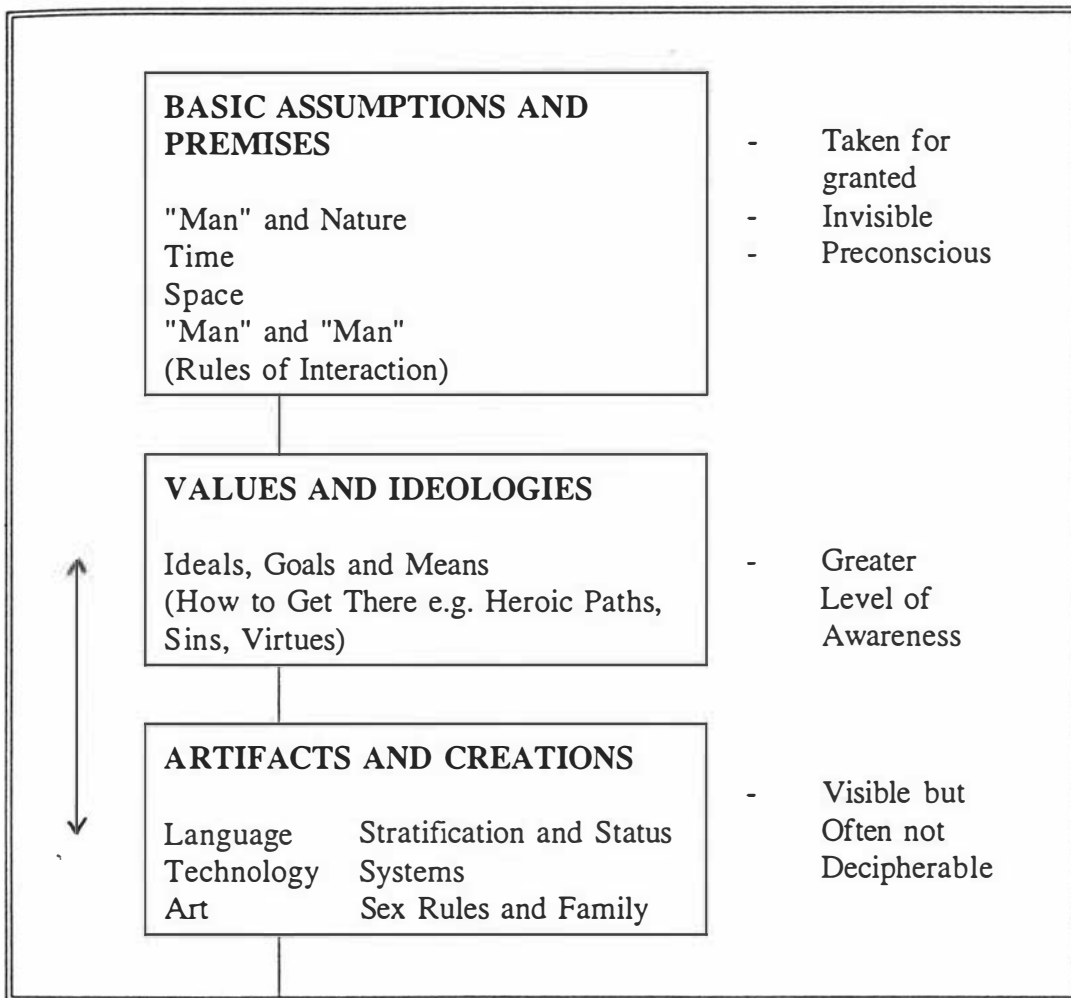 BASIC ASSUMPTIONS AND
PREMISES
"Man" and Nature
Time
Space
"Man" and "Man"
(Rules of Interaction)
- Taken for
granted
- Invisible
- Preconscious
VALUES AND IDEOLOGIES
Ideals, Goals and Means
(How to Get There e.g. Heroic Paths,
Sins, Virtues)
- Greater
Level of
Awareness
ARTIFACTS AND CREATIONS
Language Stratification and Status
Technology Systems
Art Sex Rules and Family
- Visible but
Often not
Decipherable